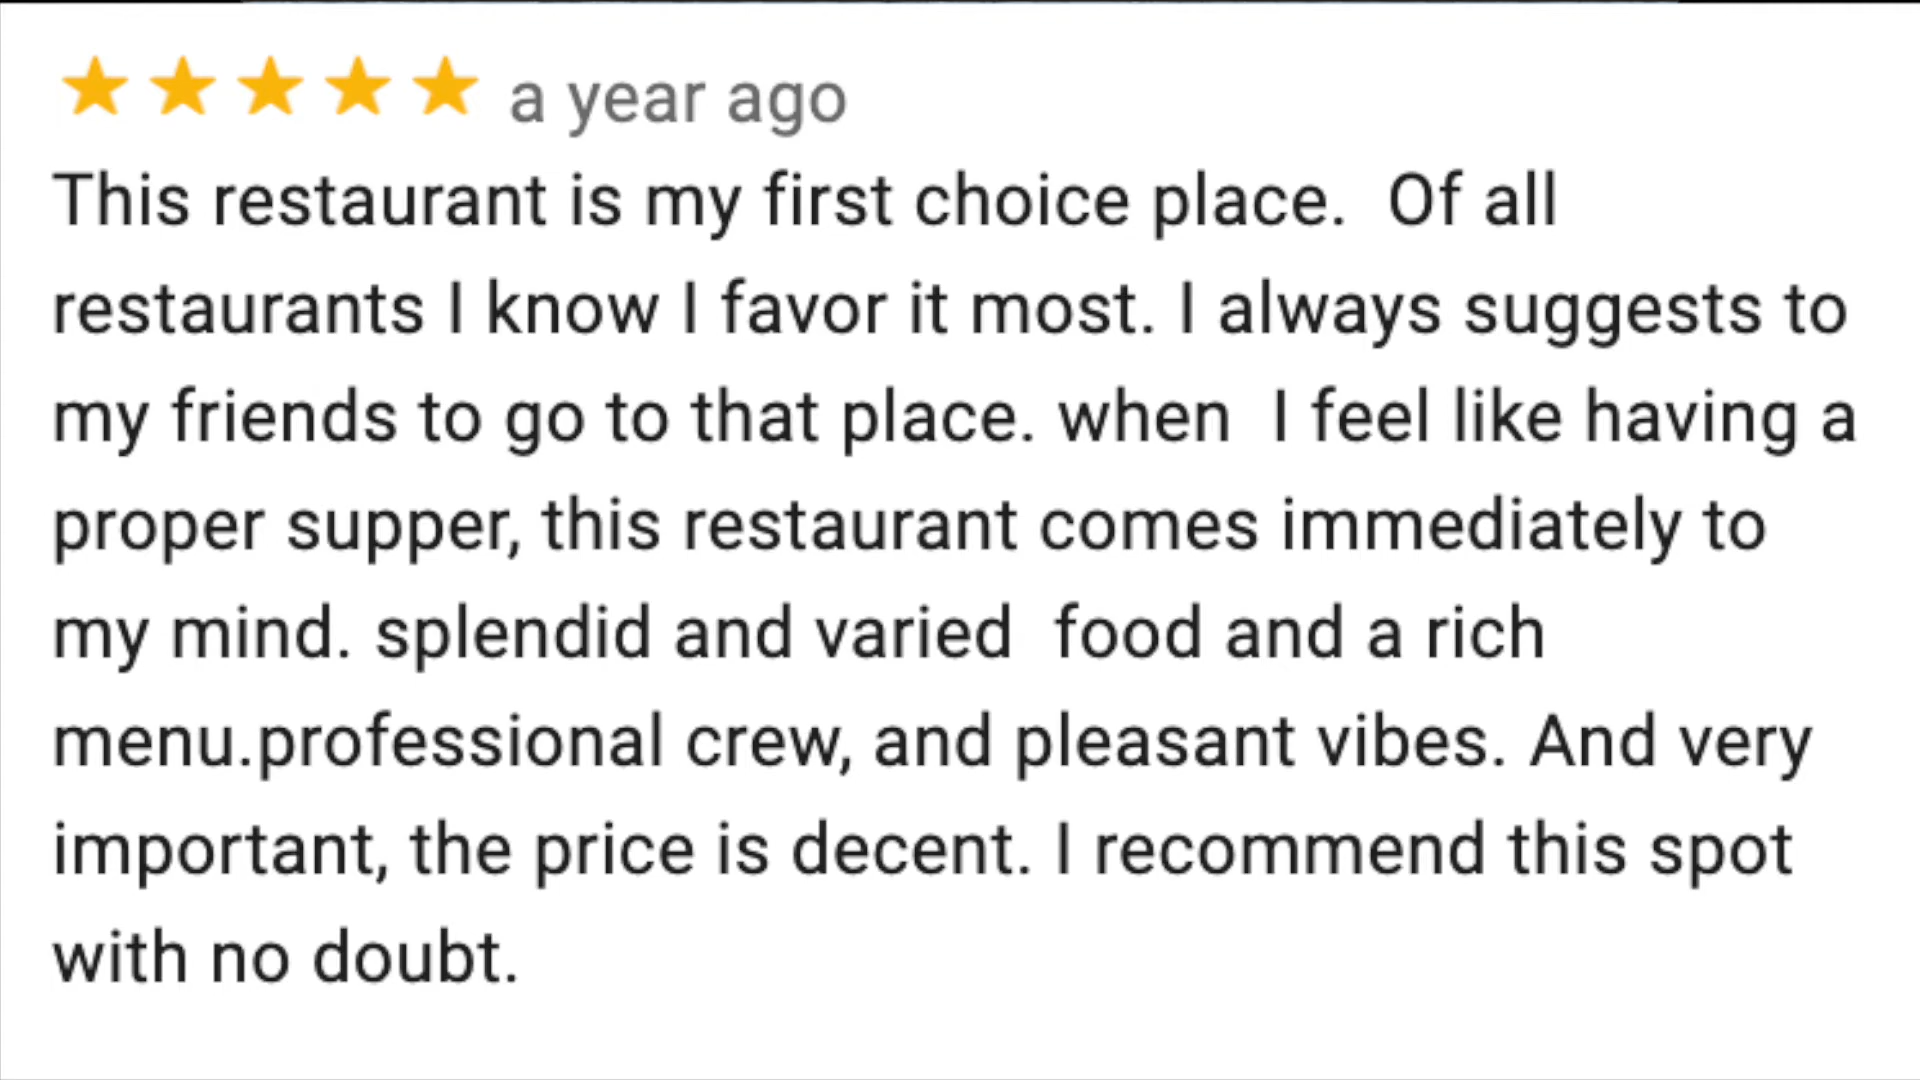 a year ago
This restaurant is my first choice place.  Of all
restaurants I know I favor it most. I always suggests to
my friends to go to that place. when  I feel like having a
proper supper, this restaurant comes immediately to
my mind. splendid and varied  food and a rich
menu.professional crew, and pleasant vibes. And very
important, the price is decent. I recommend this spot
with no doubt.